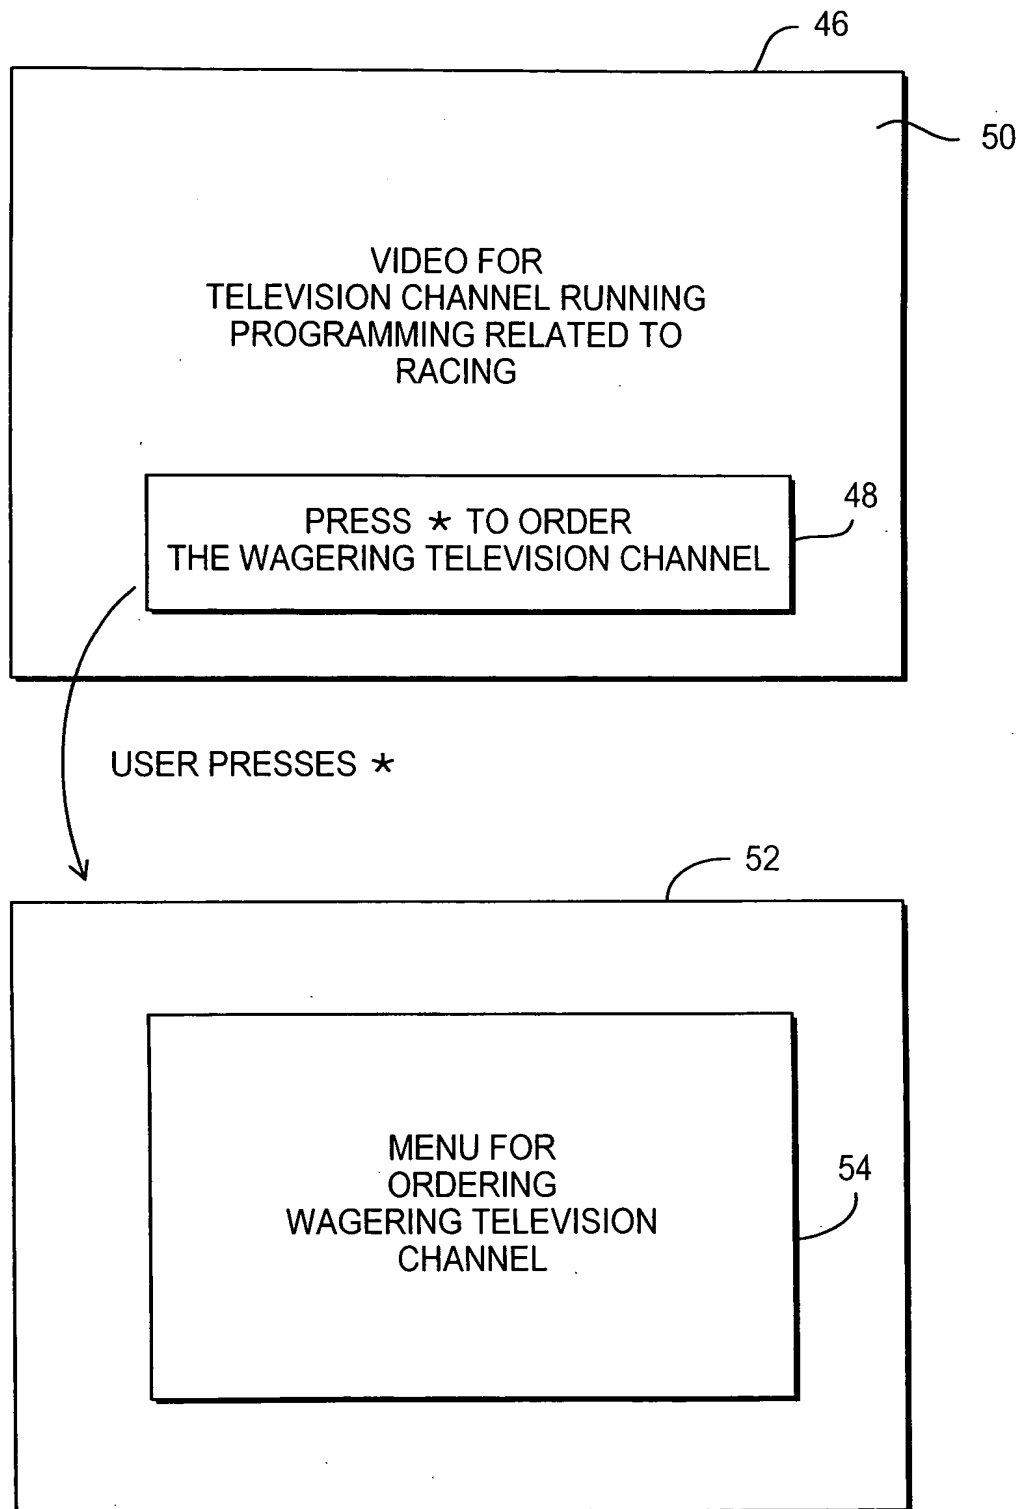 46
50
VIDEO FOR
TELEVISION CHANNEL RUNNING
PROGRAMMING RELATED TO
RACING
48
PRESS * TO ORDER
THE WAGERING TELEVISION CHANNEL
USER PRESSES *
52
MENU FOR
ORDERING
WAGERING TELEVISION
CHANNEL
54